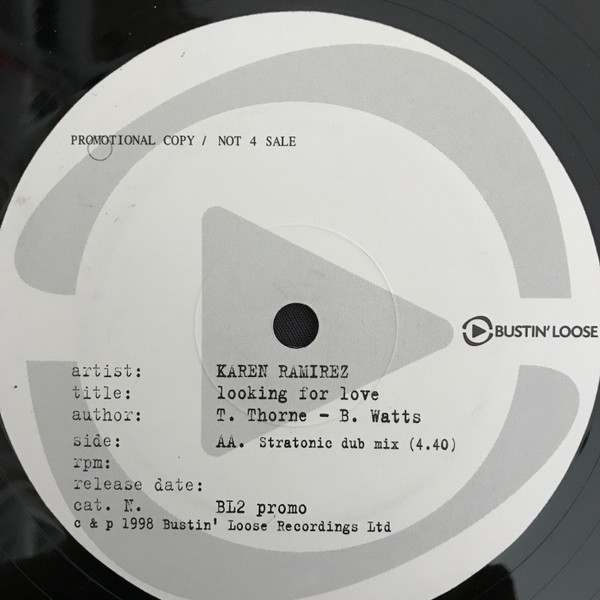 PROMOTIONAL COPY / NOT 4 SALE
BUSTIN' LOOSE
artist: KAREN RAMIREZ
title: looking for love
author: T. Thorne - B. Watts
side: AA. Stratonic dub mix (4.40)
rpm:
release date:
cat. N. BL2 promo
c & p 1998 Bustin' Loose Recordings Ltd